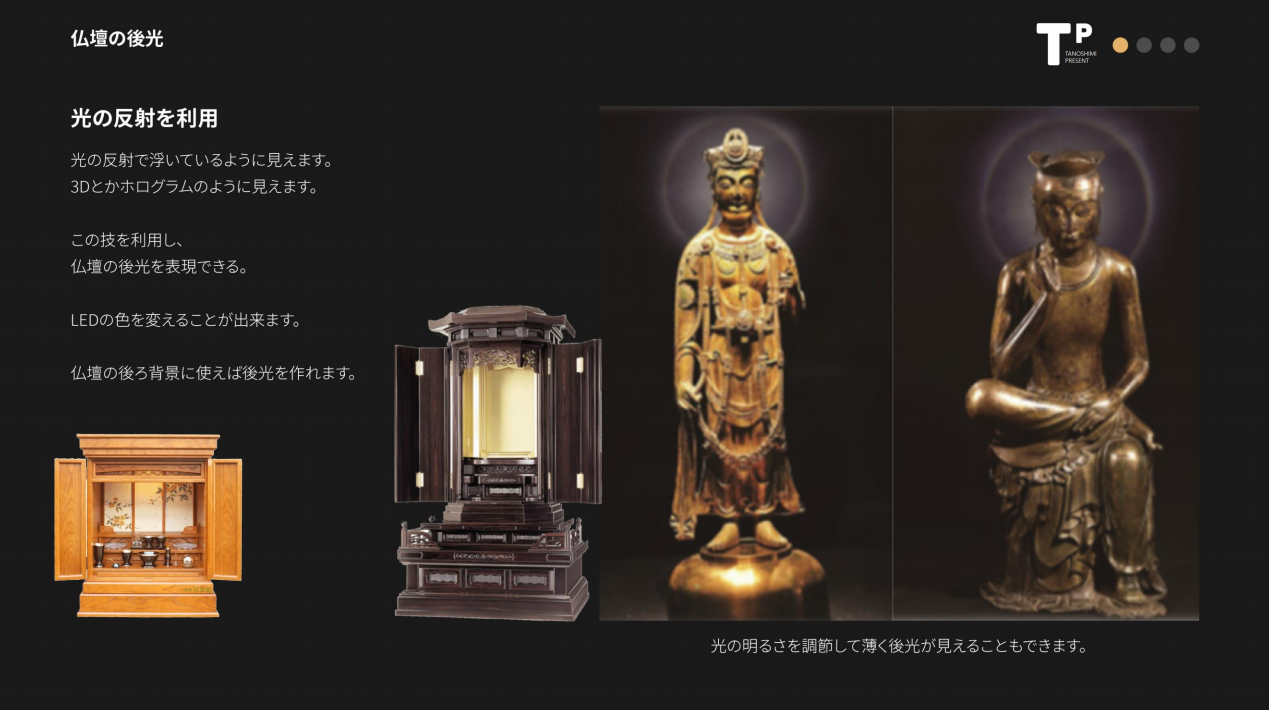 仏壇の後光
TP
TANOSHIMI
PRESENT
光の反射を利用
光の反射で浮いているように見えます。
3Dとかホログラムのように見えます。
この技を利用し、
仏壇の後光を表現できる。
LEDの色を変えることが出来ます。
仏壇の後ろ背景に使えば後光を作れます。
光の明るさを調節して薄く後光が見えることもできます。